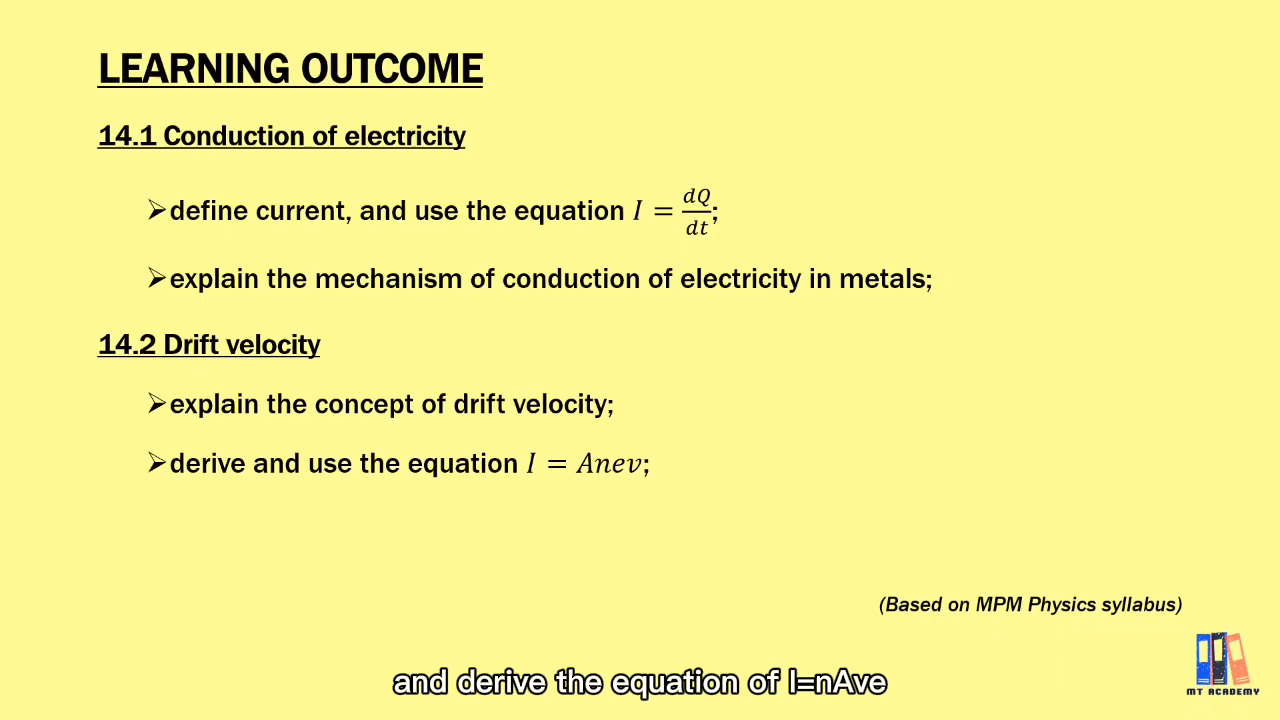 LEARNING OUTCOME
14.1 Conduction of electricity
➢define current, and use the equation I = dQ/dt;
➢explain the mechanism of conduction of electricity in metals;
14.2 Drift velocity
➢explain the concept of drift velocity;
➢derive and use the equation I = Anev;
(Based on MPM Physics syllabus)
MT ACADEMY
and derive the equation of I=nAve